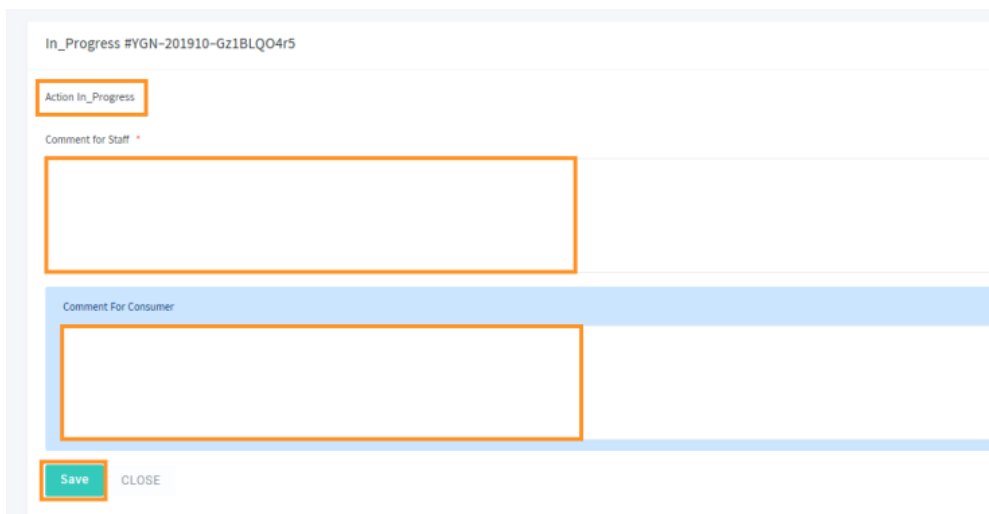 In_Progress #YGN-201910-Gz1BLQO4r5
Action In_Progress
Comment for Staff *
Comment For Consumer
Save CLOSE